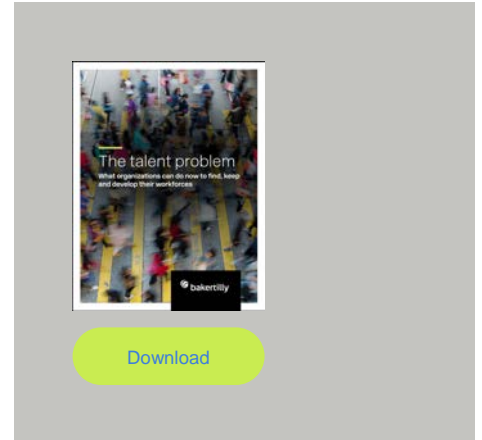 The talent problem
What organizations can do now to find, keep
and develop their workforces
bakertilly
Download